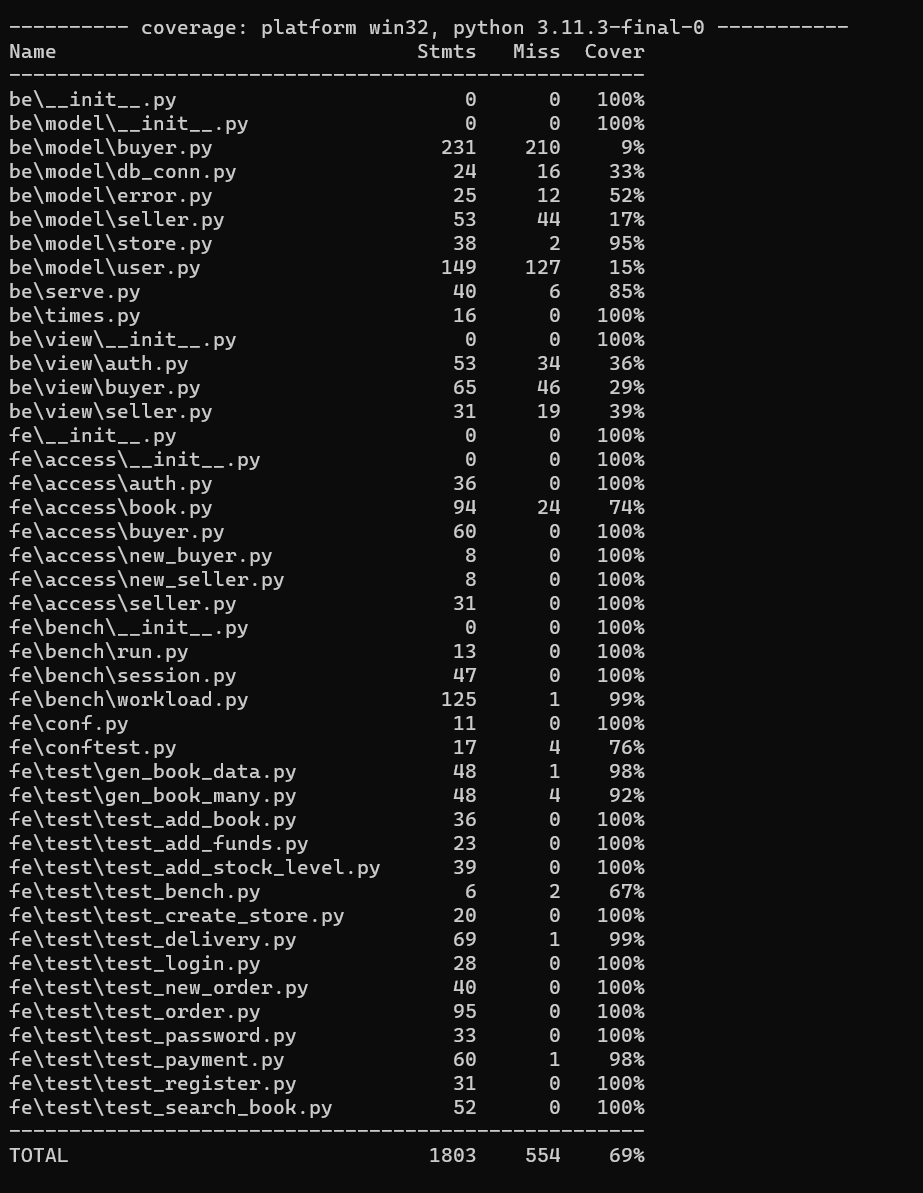 ---------- coverage: platform win32, python 3.11.3-final-0 -----------
Name                              Stmts   Miss  Cover
-----------------------------------------------------
be\__init__.py                        0      0   100%
be\model\__init__.py                  0      0   100%
be\model\buyer.py                   231    210     9%
be\model\db_conn.py                  24     16    33%
be\model\error.py                    25     12    52%
be\model\seller.py                   53     44    17%
be\model\store.py                    38      2    95%
be\model\user.py                    149    127    15%
be\serve.py                          40      6    85%
be\times.py                          16      0   100%
be\view\__init__.py                   0      0   100%
be\view\auth.py                      53     34    36%
be\view\buyer.py                     65     46    29%
be\view\seller.py                    31     19    39%
fe\__init__.py                        0      0   100%
fe\access\__init__.py                 0      0   100%
fe\access\auth.py                    36      0   100%
fe\access\book.py                    94     24    74%
fe\access\buyer.py                   60      0   100%
fe\access\new_buyer.py                8      0   100%
fe\access\new_seller.py               8      0   100%
fe\access\seller.py                  31      0   100%
fe\bench\__init__.py                  0      0   100%
fe\bench\run.py                      13      0   100%
fe\bench\session.py                  47      0   100%
fe\bench\workload.py                125      1    99%
fe\conf.py                           11      0   100%
fe\conftest.py                       17      4    76%
fe\test\gen_book_data.py             48      1    98%
fe\test\gen_book_many.py             48      4    92%
fe\test\test_add_book.py             36      0   100%
fe\test\test_add_funds.py            23      0   100%
fe\test\test_add_stock_level.py      39      0   100%
fe\test\test_bench.py                 6      2    67%
fe\test\test_create_store.py         20      0   100%
fe\test\test_delivery.py             69      1    99%
fe\test\test_login.py                28      0   100%
fe\test\test_new_order.py            40      0   100%
fe\test\test_order.py                95      0   100%
fe\test\test_password.py             33      0   100%
fe\test\test_payment.py              60      1    98%
fe\test\test_register.py             31      0   100%
fe\test\test_search_book.py          52      0   100%
-----------------------------------------------------
TOTAL                              1803    554    69%